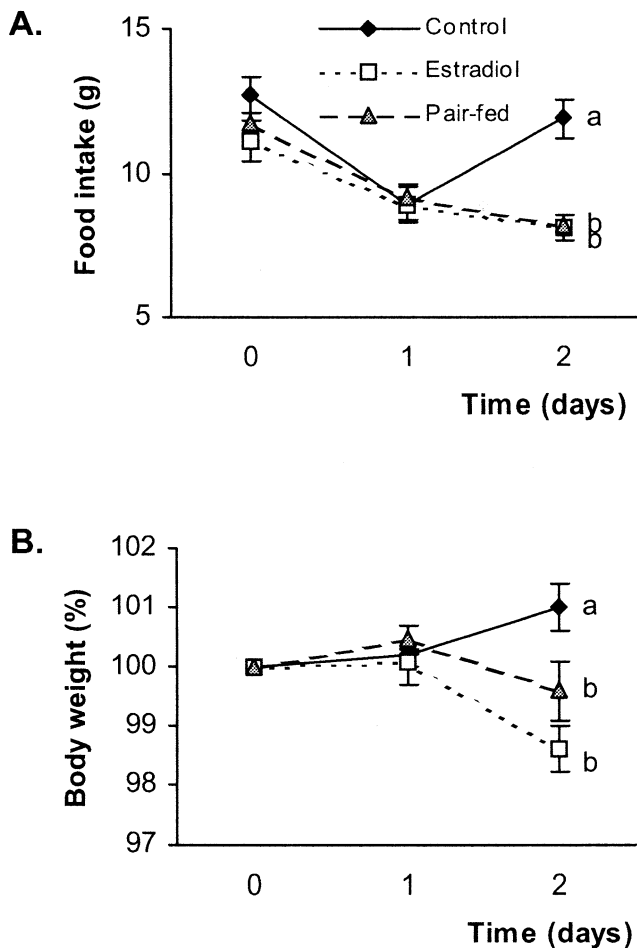 A.
Food intake (g)
15
10
5
Control
Estradiol
Pair-fed
a
b
b
0 1 2
Time (days)
B.
Body weight (%)
102
101
100
99
98
97
a
b
b
0 1 2
Time (days)